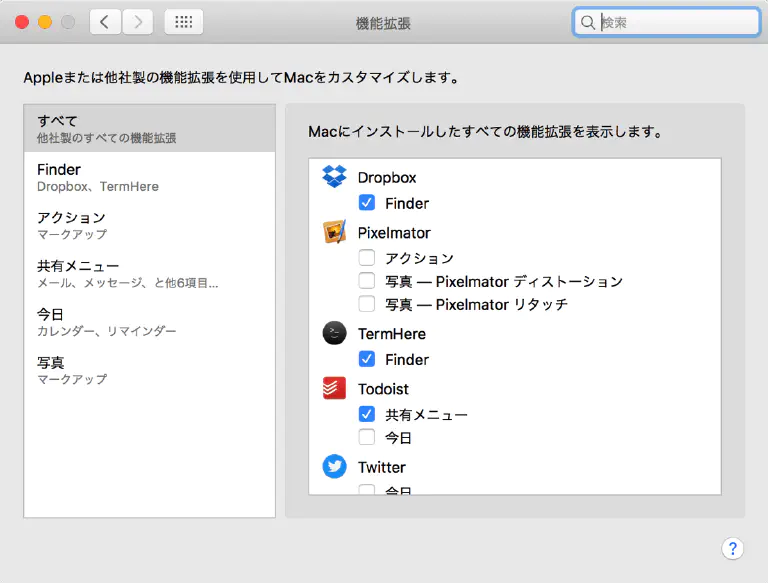 機能拡張
検索
Appleまたは他社製の機能拡張を使用してMacをカスタマイズします。
すべて
他社製のすべての機能拡張
Finder
Dropbox、TermHere
アクション
マークアップ
共有メニュー
メール、メッセージ、と他6項目...
今日
カレンダー、リマインダー
写真
マークアップ
Macにインストールしたすべての機能拡張を表示します。
Dropbox
Finder
Pixelmator
アクション
写真 — Pixelmator ディストーション
写真 — Pixelmator リタッチ
TermHere
Finder
Todoist
共有メニュー
今日
Twitter
今日
?